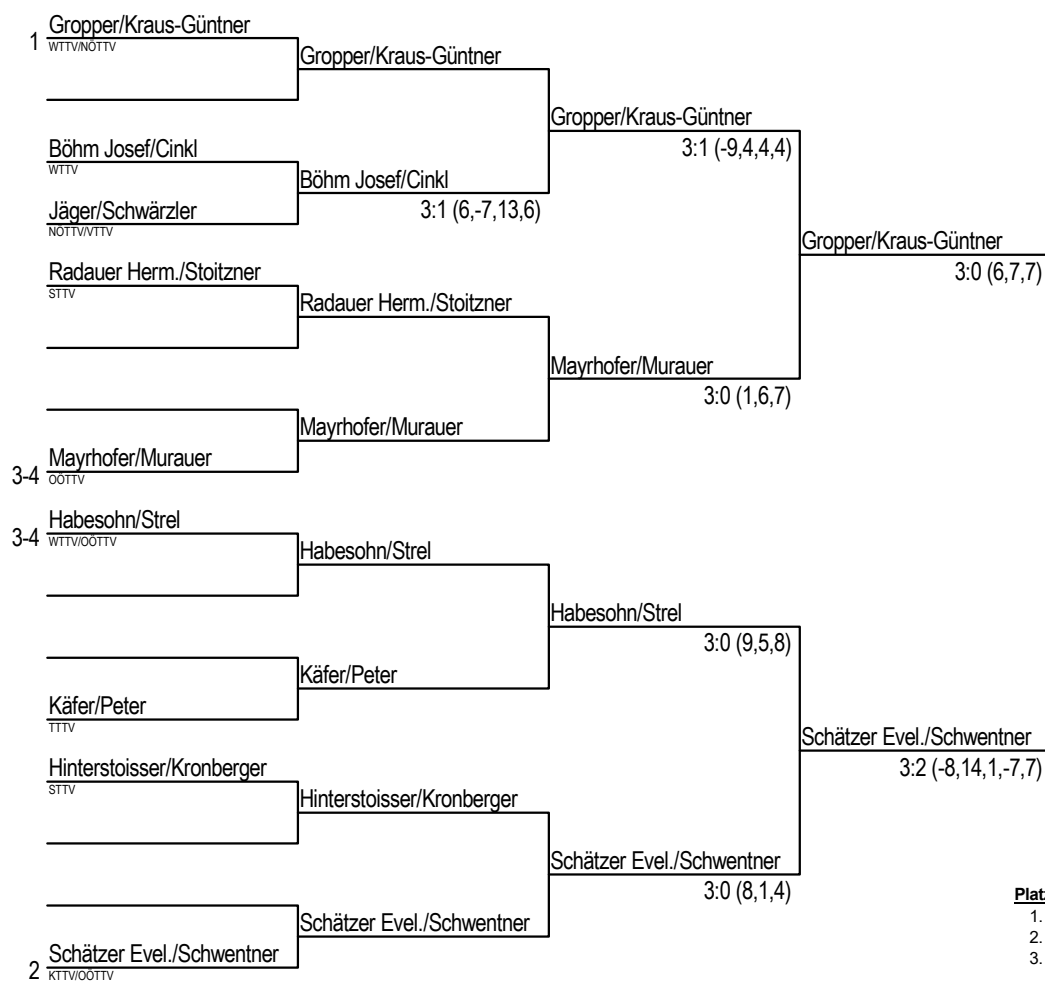 Gropper/Kraus-Güntner
1 WTTV/NÖTTV
Gropper/Kraus-Güntner
Gropper/Kraus-Güntner
3:1 (-9,4,4,4)
Böhm Josef/Cinkl
WTTV
Böhm Josef/Cinkl
3:1 (6,-7,13,6)
Jäger/Schwärzler
NÖTTV/VTTV
Gropper/Kraus-Güntner
3:0 (6,7,7)
Radauer Herm./Stoitzner
STTV
Radauer Herm./Stoitzner
Mayrhofer/Murauer
3:0 (1,6,7)
Mayrhofer/Murauer
Mayrhofer/Murauer
3-4 OÖTTV
Habesohn/Strel
3-4 WTTV/OÖTTV
Habesohn/Strel
Habesohn/Strel
3:0 (9,5,8)
Käfer/Peter
Käfer/Peter
TTTV
Schätzer Evel./Schwentner
3:2 (-8,14,1,-7,7)
Hinterstoisser/Kronberger
STTV
Hinterstoisser/Kronberger
Schätzer Evel./Schwentner
3:0 (8,1,4)
Schätzer Evel./Schwentner
Schätzer Evel./Schwentner
2 KTTV/OÖTTV
Plat
1.
2.
3.